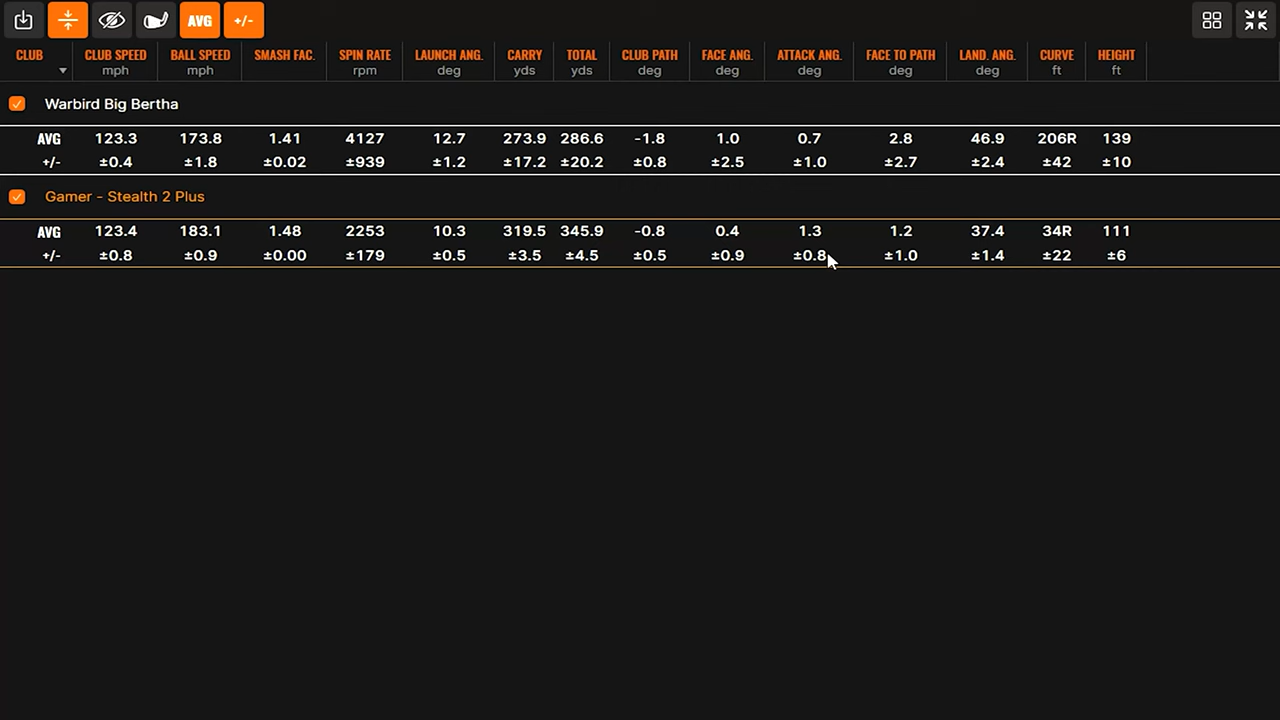 AVG +/-
CLUB CLUB SPEED BALL SPEED SMASH FAC. SPIN RATE LAUNCH ANG. CARRY TOTAL CLUB PATH FACE ANG. ATTACK ANG. FACE TO PATH LAND. ANG. CURVE HEIGHT
mph mph rpm deg yds yds deg deg deg deg deg ft ft
Warbird Big Bertha
AVG 123.3 173.8 1.41 4127 12.7 273.9 286.6 -1.8 1.0 0.7 2.8 46.9 206R 139
+/- ±0.4 ±1.8 ±0.02 ±939 ±1.2 ±17.2 ±20.2 ±0.8 ±2.5 ±1.0 ±2.7 ±2.4 ±42 ±10
Gamer - Stealth 2 Plus
AVG 123.4 183.1 1.48 2253 10.3 319.5 345.9 -0.8 0.4 1.3 1.2 37.4 34R 111
+/- ±0.8 ±0.9 ±0.00 ±179 ±0.5 ±3.5 ±4.5 ±0.5 ±0.9 ±0.8 ±1.0 ±1.4 ±22 ±6